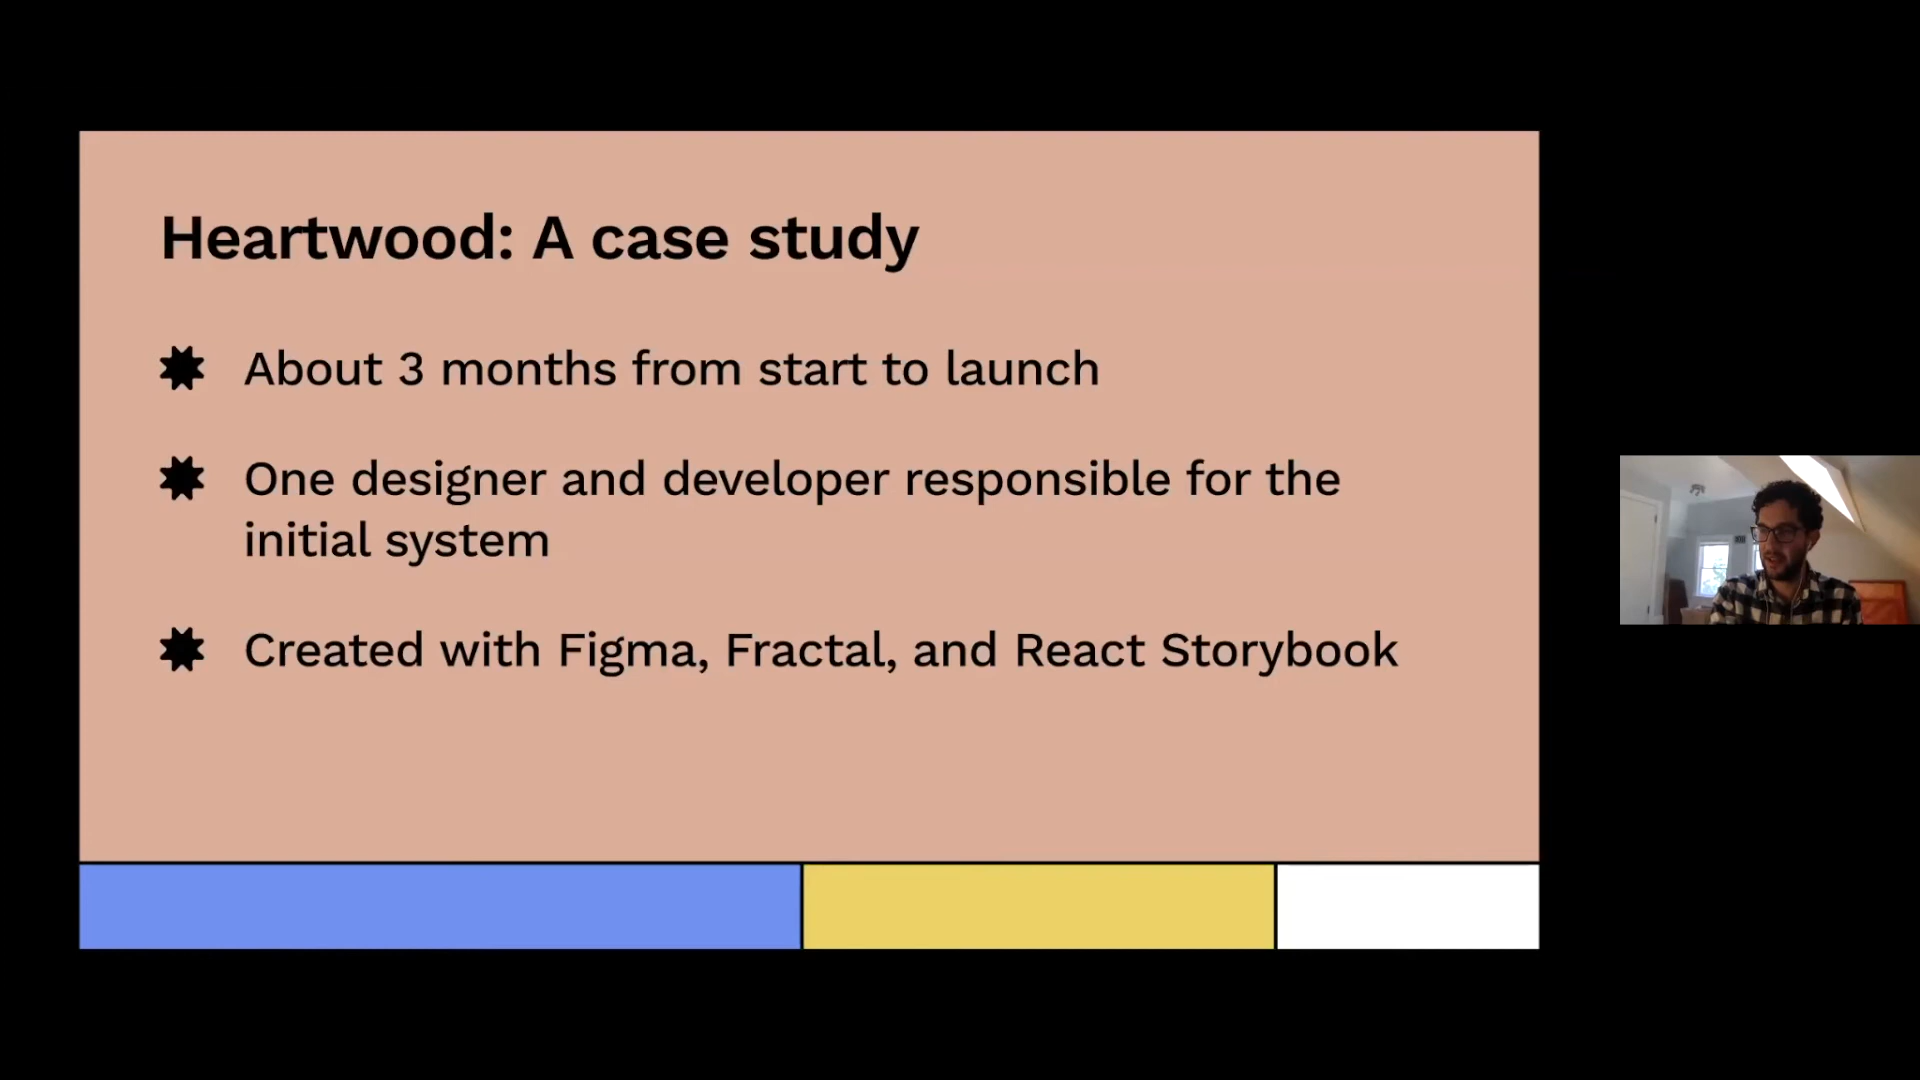 Heartwood: A case study
About 3 months from start to launch
One designer and developer responsible for the
initial system
Created with Figma, Fractal, and React Storybook